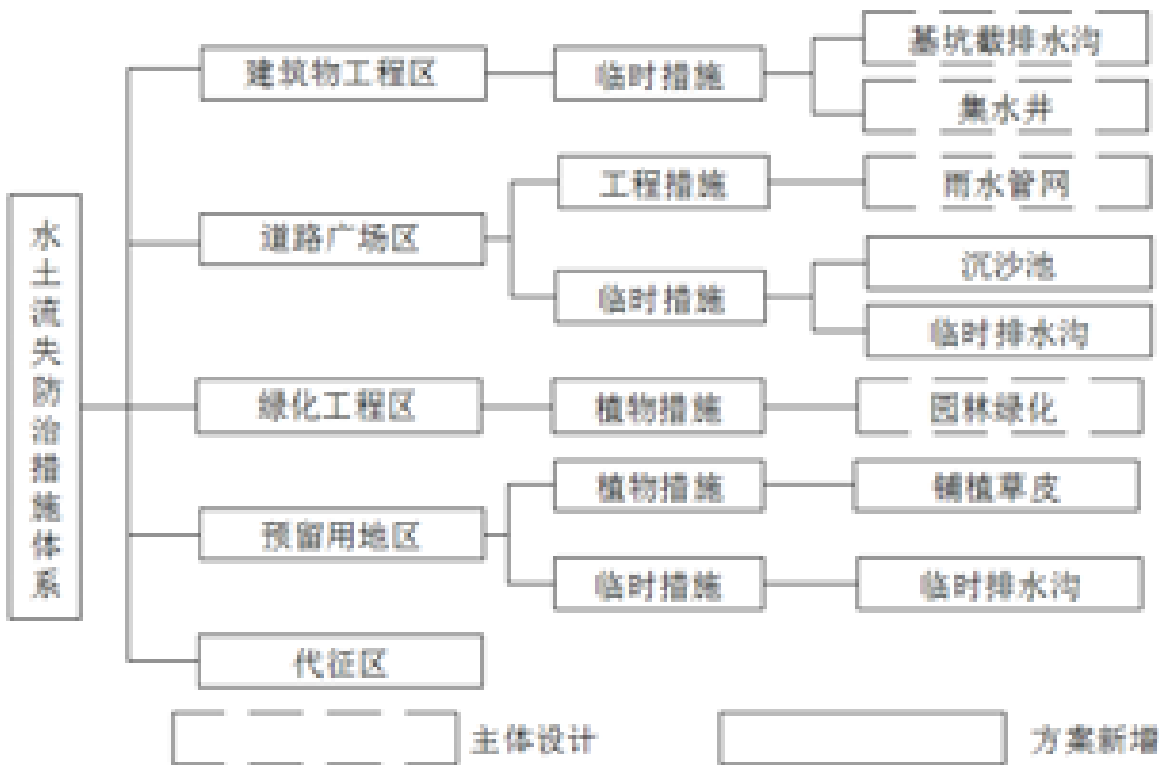 水土流失防治措施体系
建筑物工程区
临时措施
基坑截排水沟
集水井
道路广场区
工程措施
雨水管网
临时措施
沉沙池
临时排水沟
绿化工程区
植物措施
园林绿化
预留用地区
植物措施
铺植草皮
临时措施
临时排水沟
代征区
主体设计
方案新增